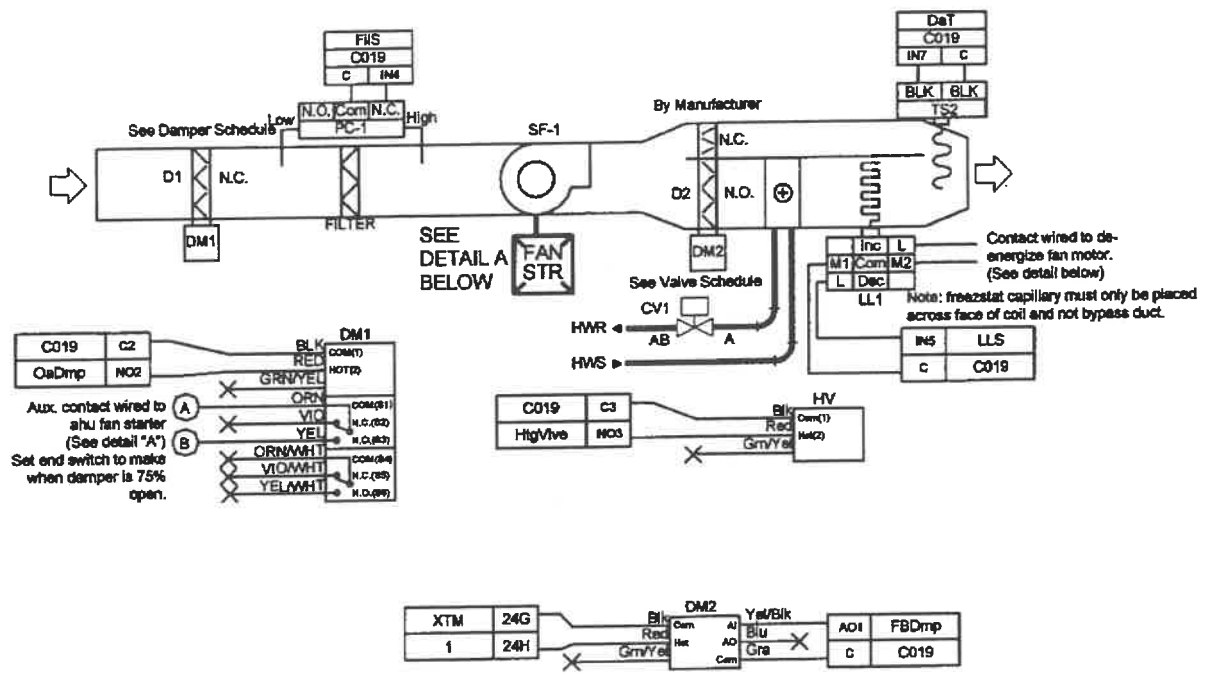 FilS
C019
C IN4
N.O. Com N.C.
Low PC-1 High
See Damper Schedule
D1 N.C.
DM1
FILTER
SF-1
SEE
DETAIL A
BELOW
FAN
STR
By Manufacturer
N.C.
D2 N.O.
DM2
See Valve Schedule
CV1
HWR AB A
HWS
DaT
C019
IN7 C
BLK BLK
TS2
Inc L
M1 Com M2
L Dec
LL1
Contact wired to de-
energize fan motor.
(See detail below)
Note: freezstat capillary must only be placed
across face of coil and not bypass duct.
IN5 LLS
C C019
DM1
C019 C2
OaDmp NO2
BLK COM(1)
RED HOT(2)
GRN/YEL
ORN COM(S1)
VIO N.C.(S2)
YEL N.O.(S3)
ORN/WHT COM(S4)
VIO/WHT N.C.(S5)
YEL/WHT N.O.(S6)
Aux. contact wired to
ahu fan starter
(See detail "A")
Set end switch to make
when damper is 75%
open.
A
B
HV
C019 C3
HtgVlve NO3
Blk Com(1)
Red Hot(2)
Grn/Yel
DM2
XTM 24G
1 24H
Blk Com
Red Hot
Grn/Yel
AI Yel/Blk
AO Blu
Com Gra
AO1 FBDmp
C C019